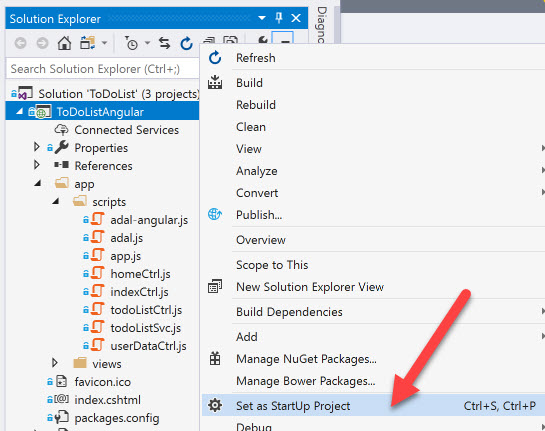 Solution Explorer
Search Solution Explorer (Ctrl+;)
Solution 'ToDoList' (3 projects)
ToDoListAngular
Connected Services
Properties
References
app
scripts
adal-angular.js
adal.js
app.js
homeCtrl.js
indexCtrl.js
todoListCtrl.js
todoListSvc.js
userDataCtrl.js
views
favicon.ico
index.cshtml
packages.config
Diagno
Refresh
Build
Rebuild
Clean
View
Analyze
Convert
Publish...
Overview
Scope to This
New Solution Explorer View
Build Dependencies
Add
Manage NuGet Packages...
Manage Bower Packages...
Set as StartUp Project Ctrl+S, Ctrl+P
Debug